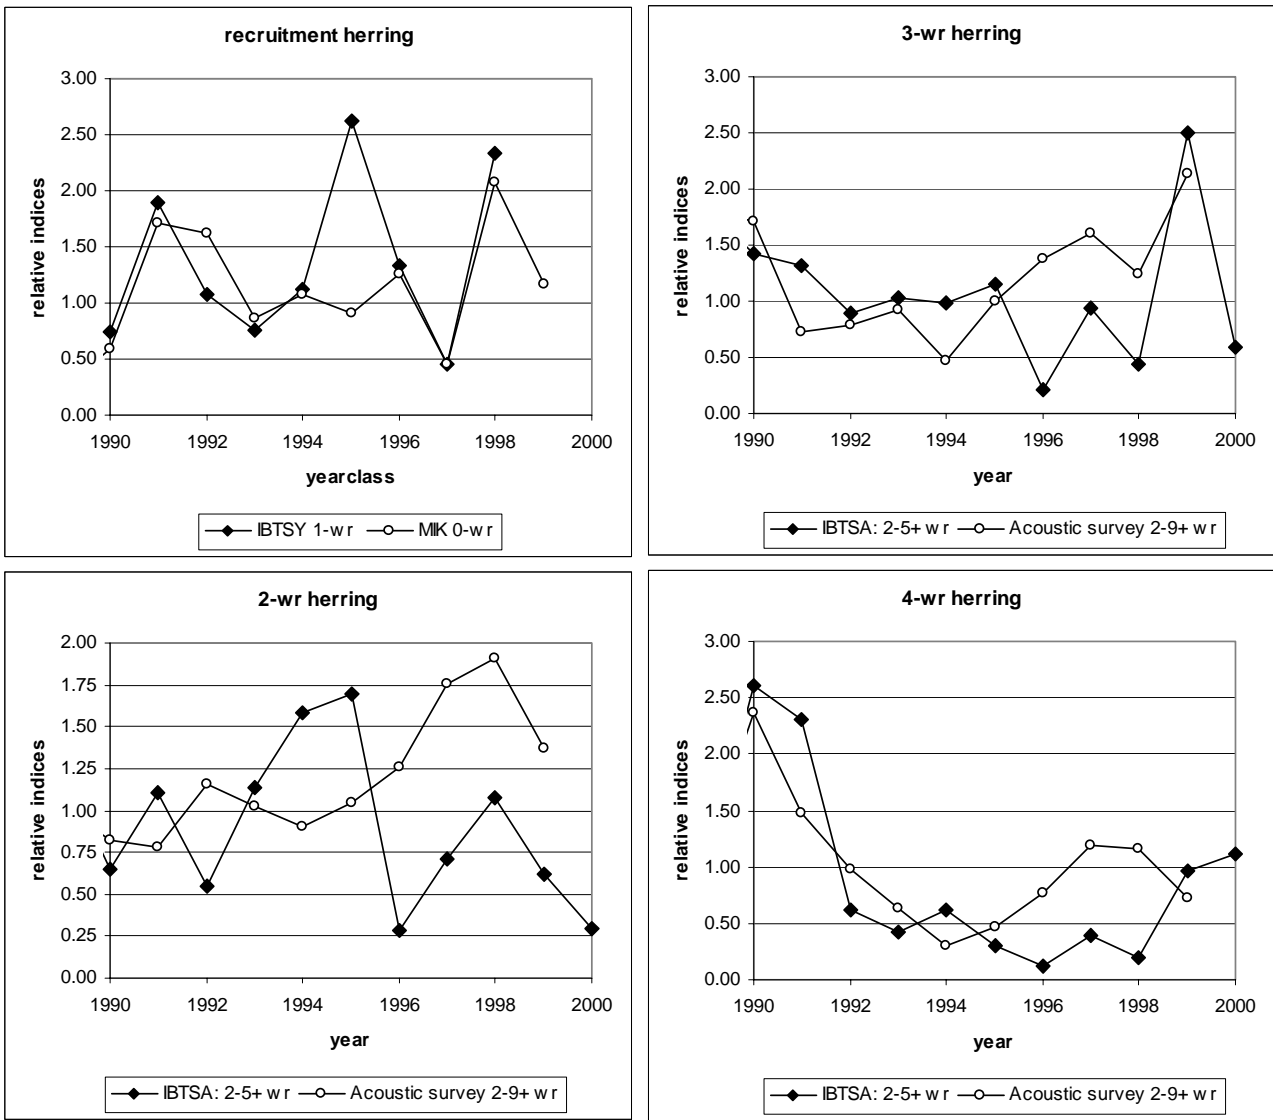 recruitment herring
3.00
2.50
2.00
1.50
1.00
0.50
0.00
relative indices
1990 1992 1994 1996 1998 2000
yearclass
IBTSY 1-wr MIK 0-wr
3-wr herring
3.00
2.50
2.00
1.50
1.00
0.50
0.00
relative indices
1990 1992 1994 1996 1998 2000
year
IBTSA: 2-5+ wr Acoustic survey 2-9+ wr
2-wr herring
2.00
1.75
1.50
1.25
1.00
0.75
0.50
0.25
0.00
relative indices
1990 1992 1994 1996 1998 2000
year
IBTSA: 2-5+ wr Acoustic survey 2-9+ wr
4-wr herring
3.00
2.50
2.00
1.50
1.00
0.50
0.00
relative indices
1990 1992 1994 1996 1998 2000
year
IBTSA: 2-5+ wr Acoustic survey 2-9+ wr